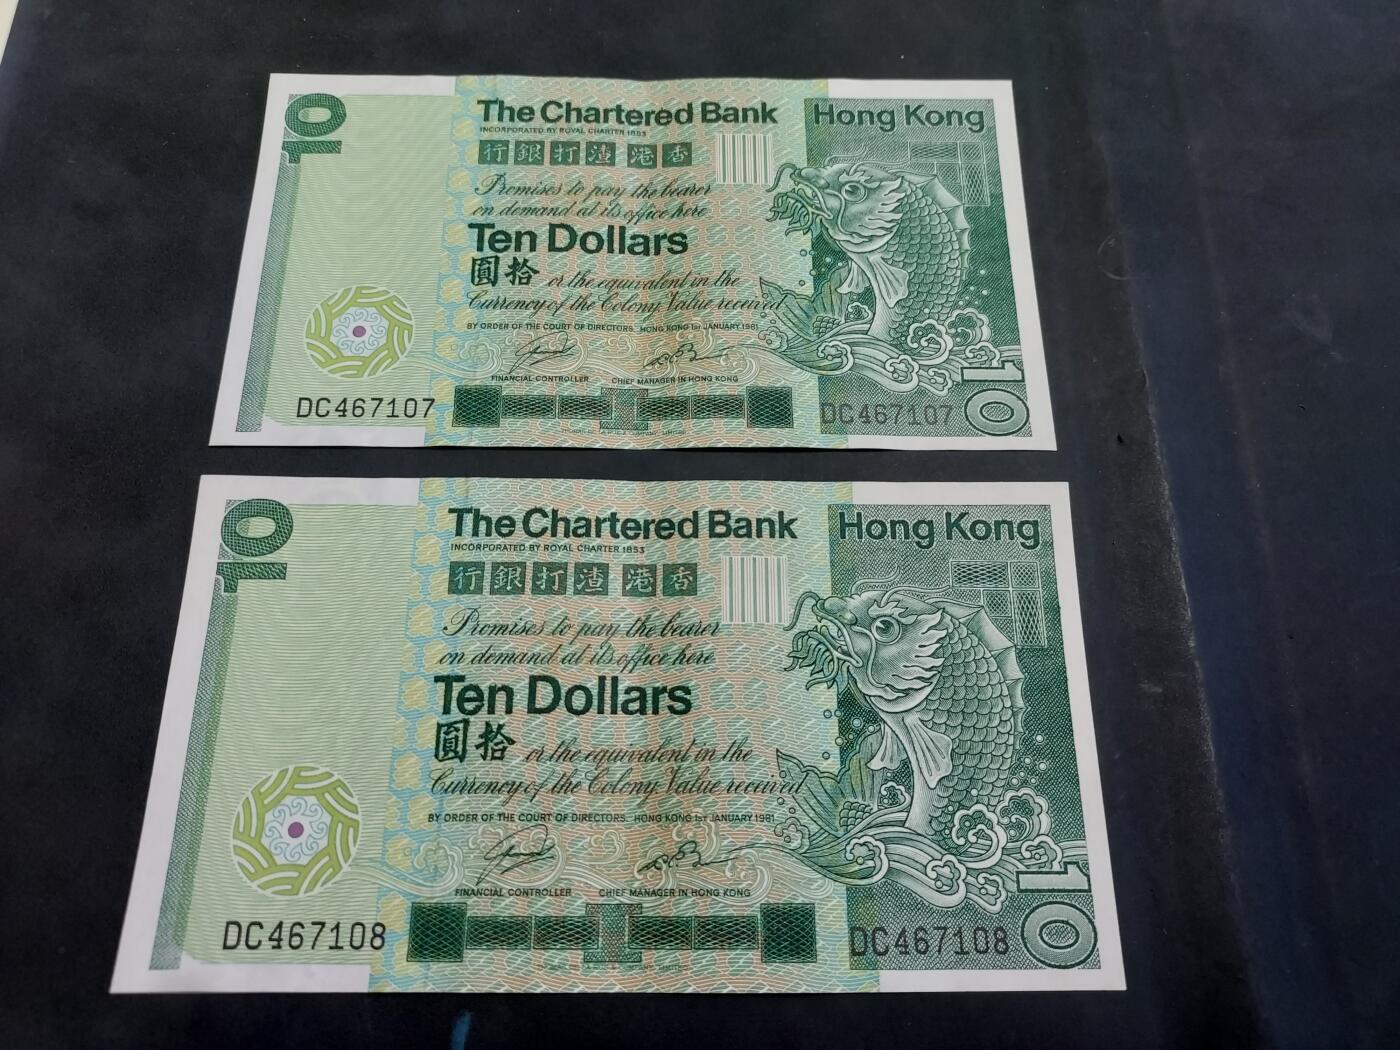 10
The Chartered Bank
Hong Kong
INCORPORATED BY ROYAL CHARTER 1853
行銀打渣 港香
Promises to pay the bearer
on demand at its office here
Ten Dollars
圓拾 or the equivalent in the
Currency of the Colony Value received
BY ORDER OF THE COURT OF DIRECTORS. HONG KONG 1ST JANUARY 1981
FINANCIAL CONTROLLER CHIEF MANAGER IN HONG KONG
DC467107
DC467107
10
10
The Chartered Bank
Hong Kong
INCORPORATED BY ROYAL CHARTER 1853
行銀打渣 港香
Promises to pay the bearer
on demand at its office here
Ten Dollars
圓拾 or the equivalent in the
Currency of the Colony Value received
BY ORDER OF THE COURT OF DIRECTORS. HONG KONG 1ST JANUARY 1981
FINANCIAL CONTROLLER CHIEF MANAGER IN HONG KONG
DC467108
DC467108
10